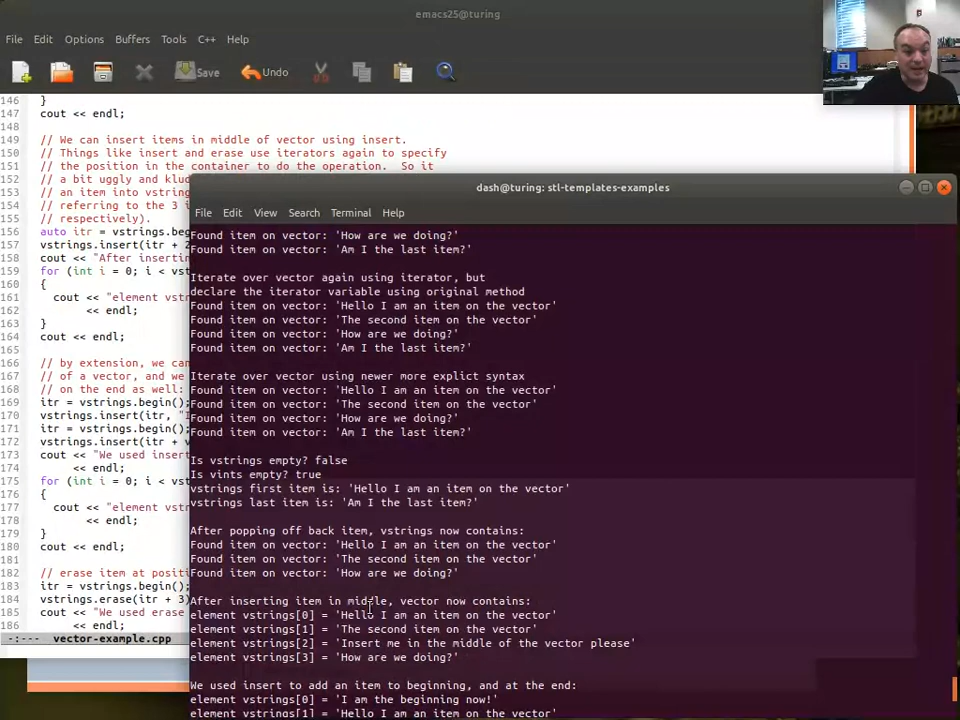 emacs25@turing
File Edit Options Buffers Tools C++ Help
Save Undo
146 }
147 cout << endl;
148
149 // We can insert items in middle of vector using insert.
150 // Things like insert and erase use iterators again to specify
151 // the position in the container to do the operation. So it
152 // a bit ugly and klud
153 // an item into vstring
154 // referring to the 3 i
155 // respectively).
156 auto itr = vstrings.beg
157 vstrings.insert(itr + 2
158 cout << "After insertin
159 for (int i = 0; i < vst
160 {
161 cout << "element vstr
162 << endl;
163 }
164 cout << endl;
165
166 // by extension, we can
167 // of a vector, and we
168 // on the end as well:
169 itr = vstrings.begin();
170 vstrings.insert(itr, "I
171 itr = vstrings.begin();
172 vstrings.insert(itr + v
173 cout << "We used insert
174 << endl;
175 for (int i = 0; i < vst
176 {
177 cout << "element vstr
178 << endl;
179 }
180 cout << endl;
181
182 // erase item at positi
183 itr = vstrings.begin();
184 vstrings.erase(itr + 3)
185 cout << "We used erase
186 << endl;
-:--- vector-example.cpp
dash@turing: stl-templates-examples
File Edit View Search Terminal Help
Found item on vector: 'How are we doing?'
Found item on vector: 'Am I the last item?'
Iterate over vector again using iterator, but
declare the iterator variable using original method
Found item on vector: 'Hello I am an item on the vector'
Found item on vector: 'The second item on the vector'
Found item on vector: 'How are we doing?'
Found item on vector: 'Am I the last item?'
Iterate over vector using newer more explict syntax
Found item on vector: 'Hello I am an item on the vector'
Found item on vector: 'The second item on the vector'
Found item on vector: 'How are we doing?'
Found item on vector: 'Am I the last item?'
Is vstrings empty? false
Is vints empty? true
vstrings first item is: 'Hello I am an item on the vector'
vstrings last item is: 'Am I the last item?'
After popping off back item, vstrings now contains:
Found item on vector: 'Hello I am an item on the vector'
Found item on vector: 'The second item on the vector'
Found item on vector: 'How are we doing?'
After inserting item in middle, vector now contains:
element vstrings[0] = 'Hello I am an item on the vector'
element vstrings[1] = 'The second item on the vector'
element vstrings[2] = 'Insert me in the middle of the vector please'
element vstrings[3] = 'How are we doing?'
We used insert to add an item to beginning, and at the end:
element vstrings[0] = 'I am the beginning now!'
element vstrings[1] = 'Hello I am an item on the vector'